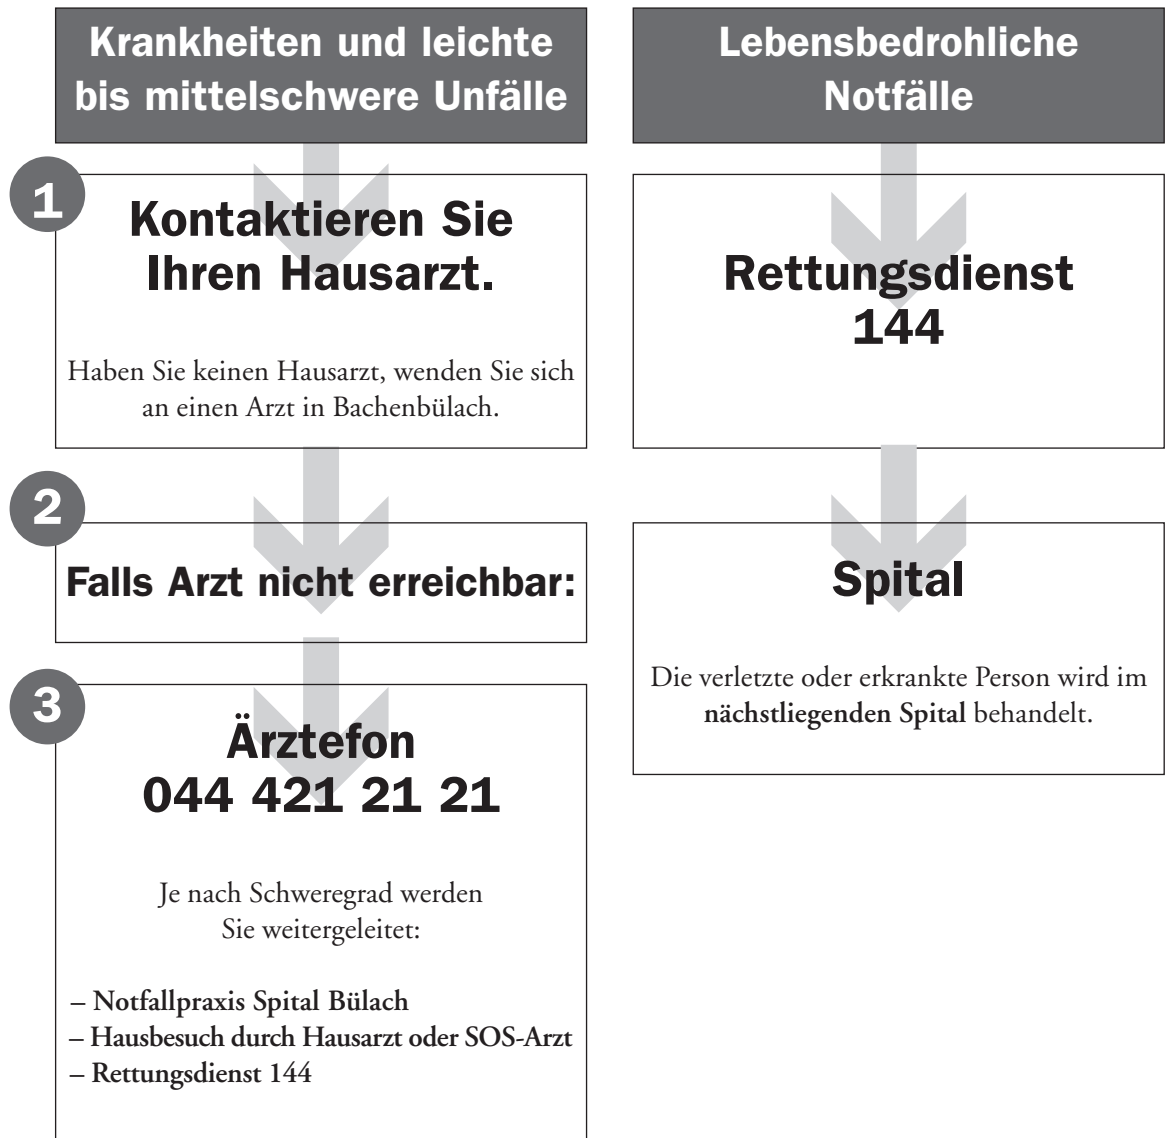 Krankheiten und leichte
bis mittelschwere Unfälle
1
Kontaktieren Sie
Ihren Hausarzt.
Haben Sie keinen Hausarzt, wenden Sie sich
an einen Arzt in Bachenbülach.
2
Falls Arzt nicht erreichbar:
3
Ärztefon
044 421 21 21
Je nach Schweregrad werden
Sie weitergeleitet:
– Notfallpraxis Spital Bülach
– Hausbesuch durch Hausarzt oder SOS-Arzt
– Rettungsdienst 144
Lebensbedrohliche
Notfälle
Rettungsdienst
144
Spital
Die verletzte oder erkrankte Person wird im
nächstliegenden Spital behandelt.